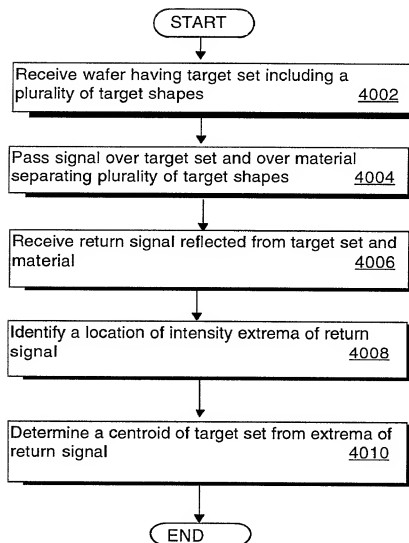 START
Receive wafer having target set including a
plurality of target shapes 4002
Pass signal over target set and over material
separating plurality of target shapes 4004
Receive return signal reflected from target set and
material 4006
Identify a location of intensity extrema of return
signal 4008
Determine a centroid of target set from extrema of
return signal 4010
END